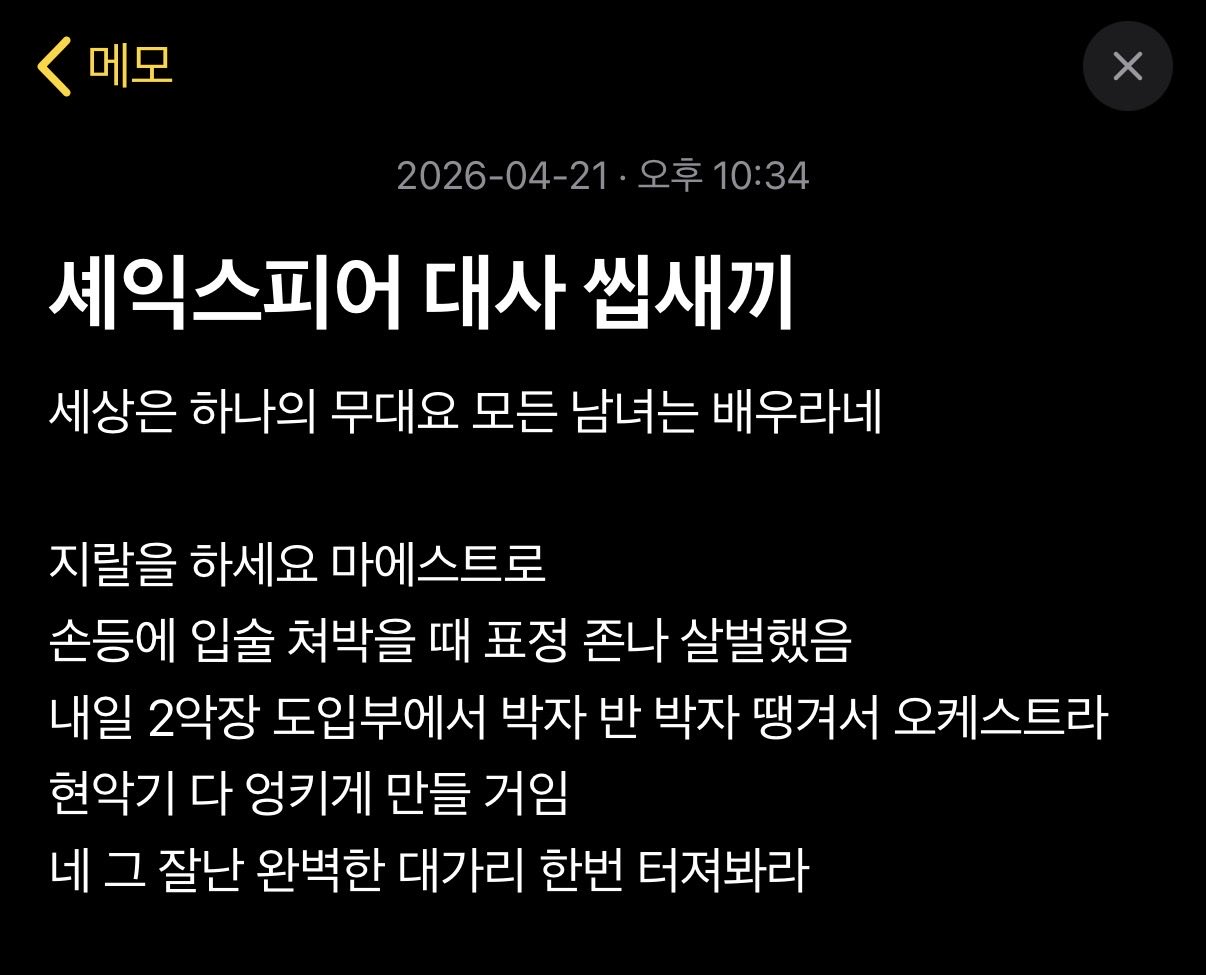 메모
2026-04-21 · 오후 10:34
셰익스피어 대사 씹새끼
세상은 하나의 무대요 모든 남녀는 배우라네
지랄을 하세요 마에스트로
손등에 입술 쳐박을 때 표정 존나 살벌했음
내일 2악장 도입부에서 박자 반 박자 땡겨서 오케스트라
현악기 다 엉키게 만들 거임
네 그 잘난 완벽한 대가리 한번 터져봐라